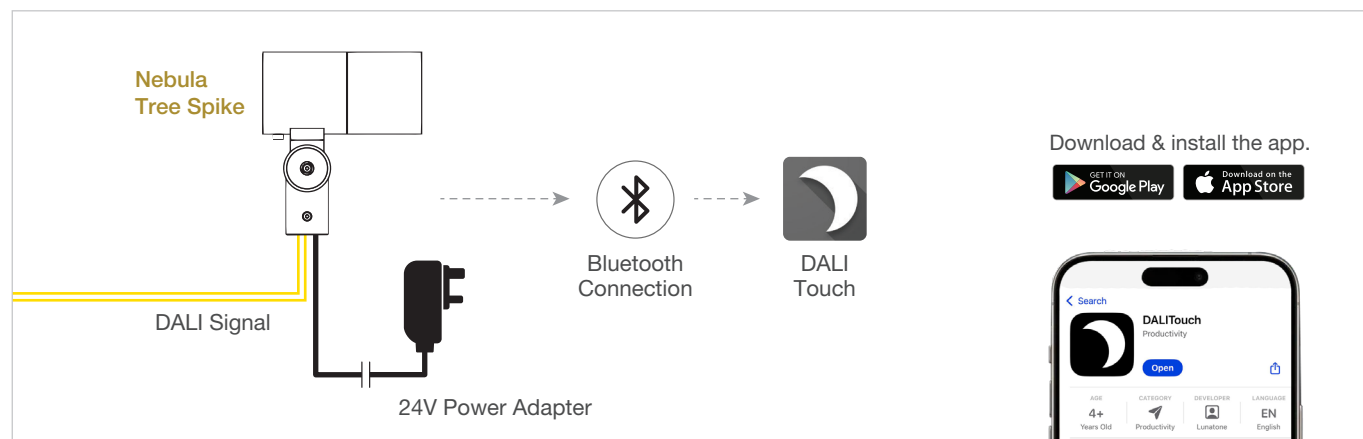 Nebula
Tree Spike
DALI Signal
24V Power Adapter
Bluetooth
Connection
DALI
Touch
Download & install the app.
GET IT ON
Google Play
Download on the
App Store
Search
DALITouch
Productivity
Open
AGE CATEGORY DEVELOPER LANGUAGE
4+ EN
Years Old Productivity Lunatone English